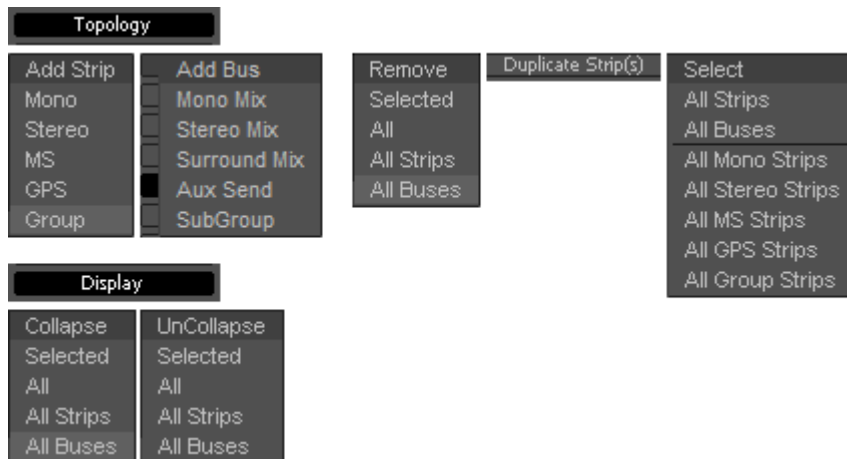 Topology
Add Strip
Mono
Stereo
MS
GPS
Group
Add Bus
Mono Mix
Stereo Mix
Surround Mix
Aux Send
SubGroup
Remove
Selected
All
All Strips
All Buses
Duplicate Strip(s)
Select
All Strips
All Buses
All Mono Strips
All Stereo Strips
All MS Strips
All GPS Strips
All Group Strips
Display
Collapse
Selected
All
All Strips
All Buses
UnCollapse
Selected
All
All Strips
All Buses